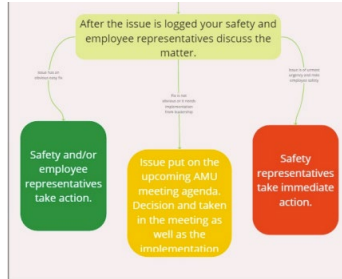 After the issue is logged your safety and
employee representatives discuss the
matter.
Safety and/or
employee
representatives
take action.
Issue put on the
upcoming AMU
meeting agenda.
Decision and taken
in the meeting as
well as the
implementation
Safety
representatives
take immediate
action.